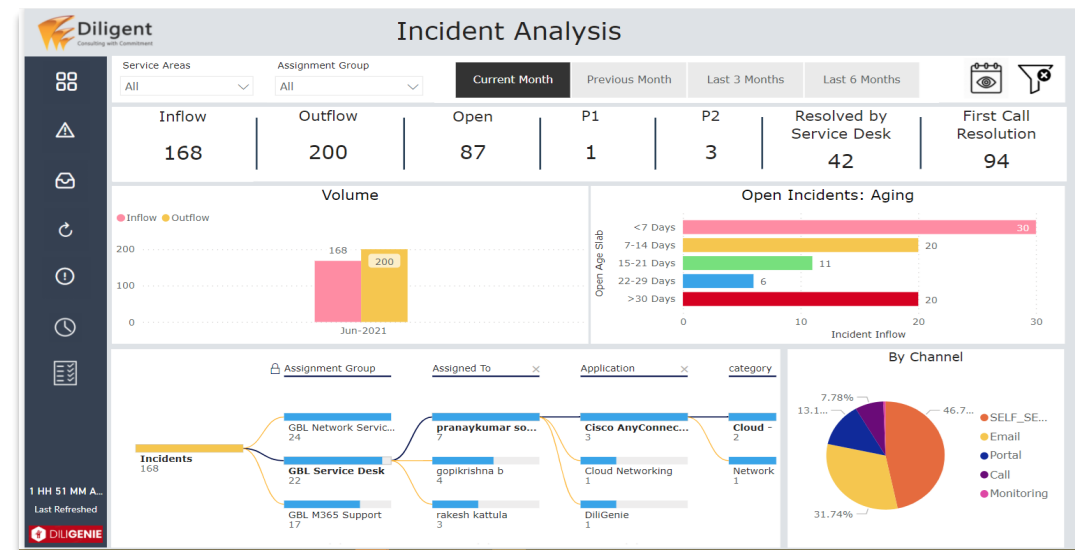 Diligent
Consulting with Commitment
Incident Analysis
Service Areas
All
Assignment Group
All
Current Month
Previous Month
Last 3 Months
Last 6 Months
Inflow
168
Outflow
200
Open
87
P1
1
P2
3
Resolved by
Service Desk
42
First Call
Resolution
94
Volume
Inflow Outflow
200
100
0
168
200
Jun-2021
Open Incidents: Aging
Open Age Slab
<7 Days
30
7-14 Days
20
15-21 Days
11
22-29 Days
6
>30 Days
20
0 10 20 30
Incident Inflow
Assignment Group
Assigned To
Application
category
Incidents
168
GBL Network Servic...
24
GBL Service Desk
22
GBL M365 Support
17
pranaykumar so...
7
gopikrishna b
4
rakesh kattula
3
Cisco AnyConnec...
3
Cloud Networking
1
DiliGenie
1
Cloud -
2
Network
1
By Channel
7.78%
13.1...
46.7...
31.74%
SELF_SE...
Email
Portal
Call
Monitoring
1 HH 51 MM A...
Last Refreshed
DILIGENIE